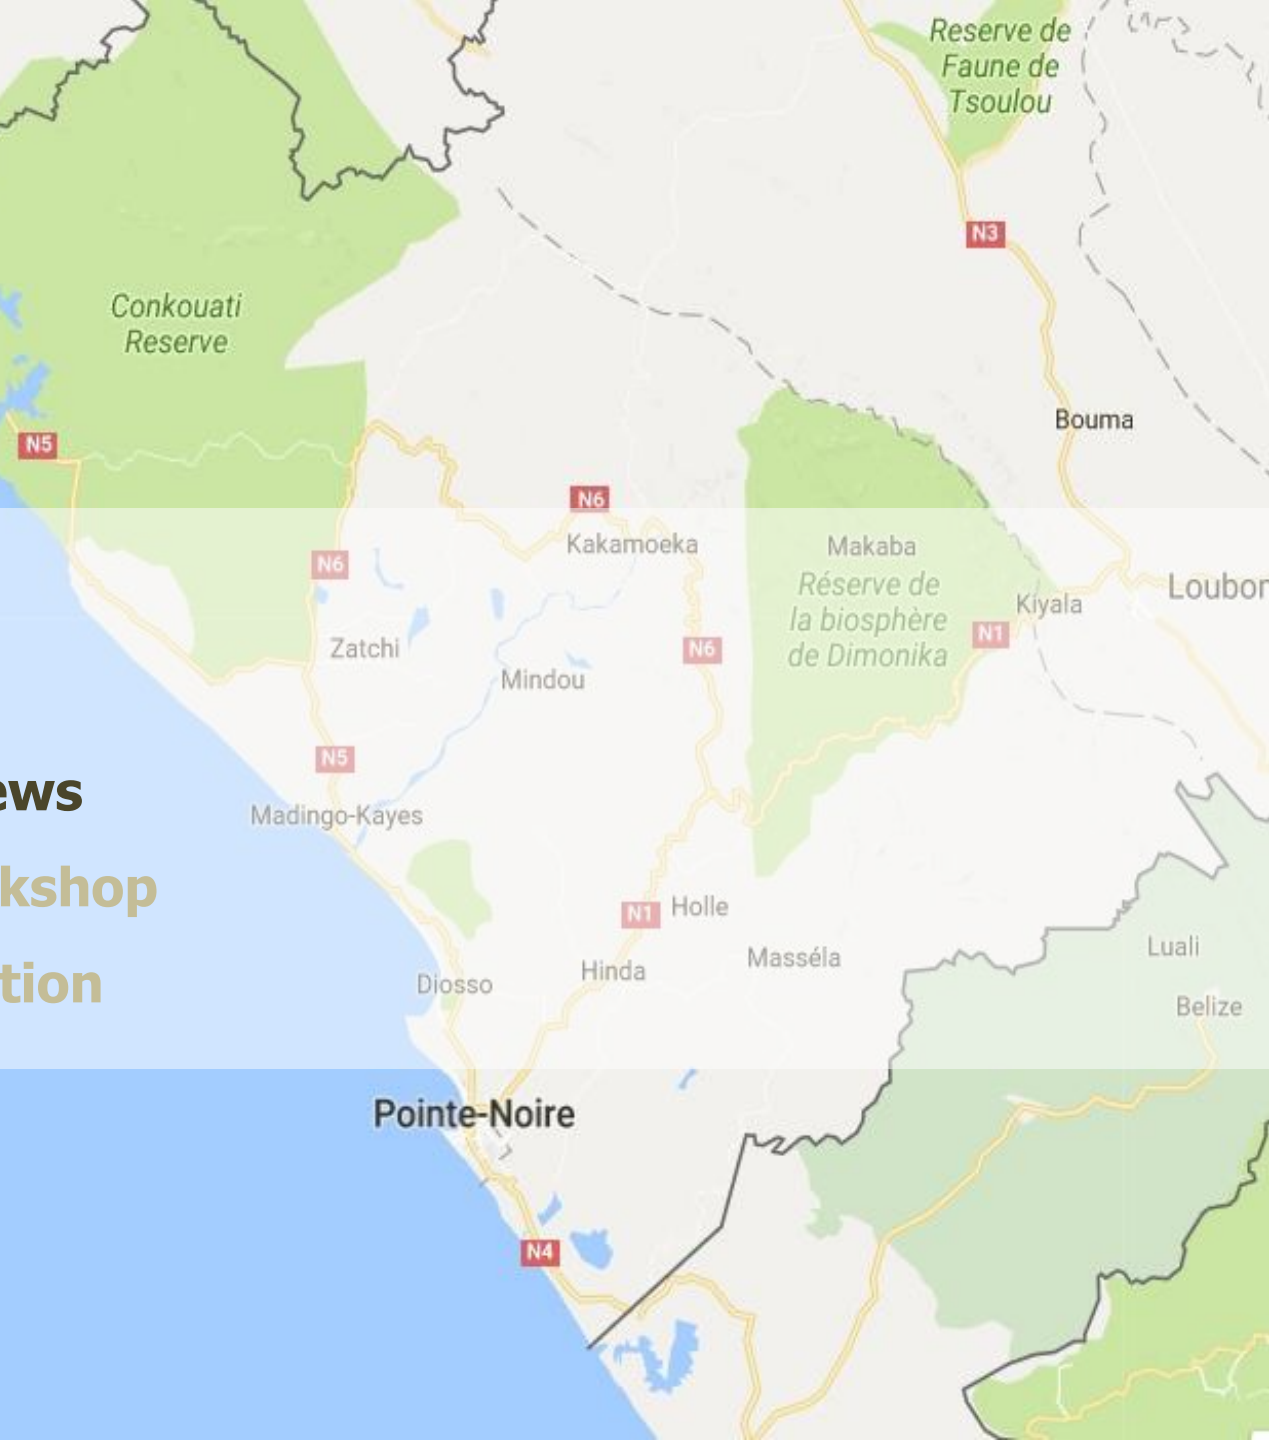 Reserve de
Faune de
Tsoulou
N3
Conkouati
Reserve
Bouma
N5
N6
Kakamoeka
Makaba
N6
Réserve de
la biosphère
de Dimonika
Kiyala
Loubor
N1
Zatchi
N6
Mindou
N5
ews
Madingo-Kayes
kshop
N1
Holle
Luali
Masséla
Hinda
tion
Diosso
Belize
Pointe-Noire
N4